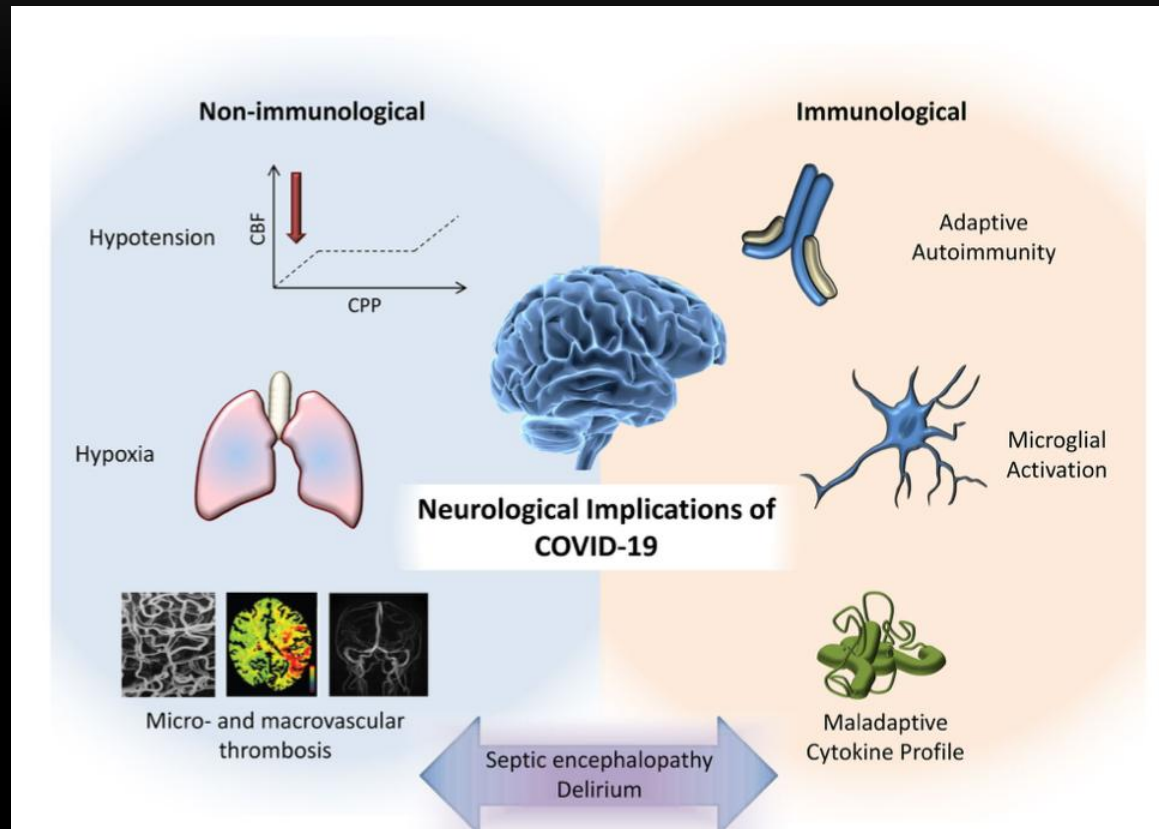 Non-immunological
Immunological
Hypotension
CBF
CPP
Adaptive
Autoimmunity
Hypoxia
Microglial
Activation
Neurological Implications of
COVID-19
Micro- and macrovascular
thrombosis
Maladaptive
Cytokine Profile
Septic encephalopathy
Delirium